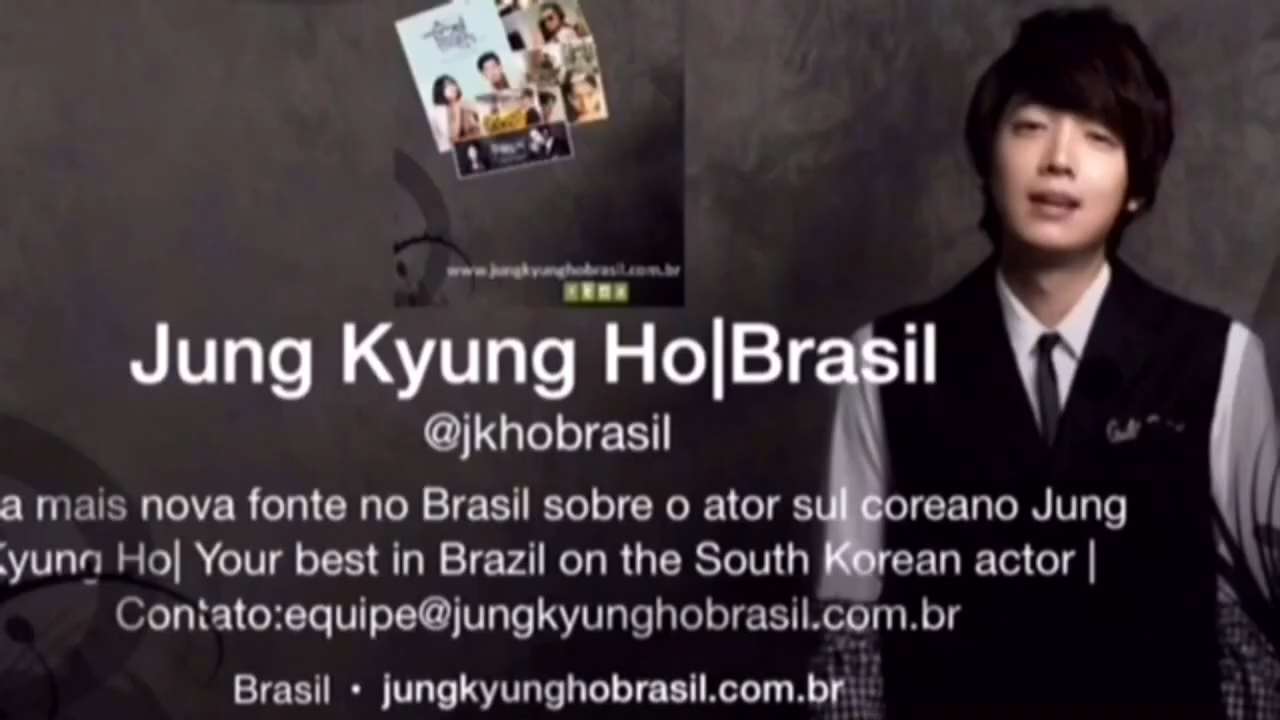 www.jungkyunghobrasil.com.br
Jung Kyung Ho|Brasil
@jkhobrasil
a mais nova fonte no Brasil sobre o ator sul coreano Jung
Kyung Ho| Your best in Brazil on the South Korean actor |
Contato:equipe@jungkyunghobrasil.com.br
Brasil • jungkyunghobrasil.com.br